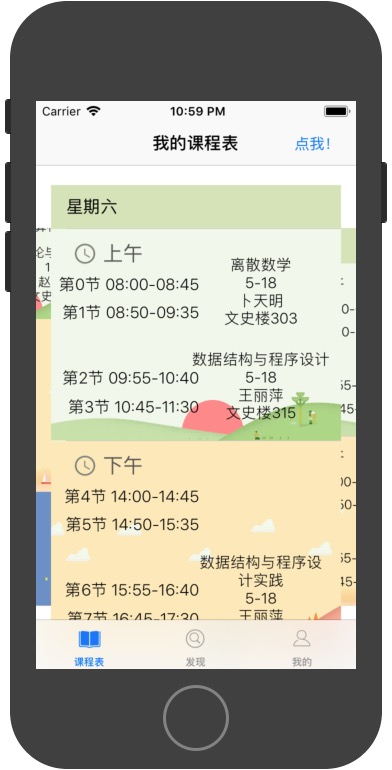 Carrier 10:59 PM
我的课程表 点我!
星期六
上午
离散数学
5-18
卜天明
文史楼303
第0节 08:00-08:45
第1节 08:50-09:35
数据结构与程序设计
5-18
王丽萍
文史楼315
第2节 09:55-10:40
第3节 10:45-11:30
下午
第4节 14:00-14:45
第5节 14:50-15:35
数据结构与程序设
计实践
5-18
王丽萍
第6节 15:55-16:40
第7节 16:45-17:30
课程表 发现 我的